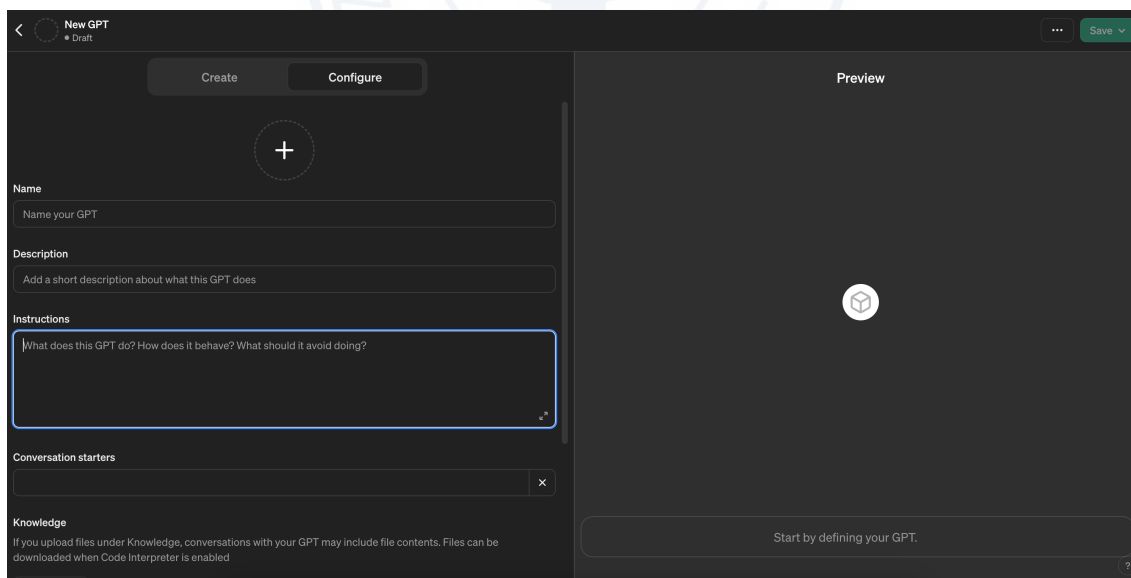 New GPT
• Draft
···
Save
Create
Configure
Name
Name your GPT
Description
Add a short description about what this GPT does
Instructions
What does this GPT do? How does it behave? What should it avoid doing?
Conversation starters
Knowledge
If you upload files under Knowledge, conversations with your GPT may include file contents. Files can be
downloaded when Code Interpreter is enabled
Preview
Start by defining your GPT.
?